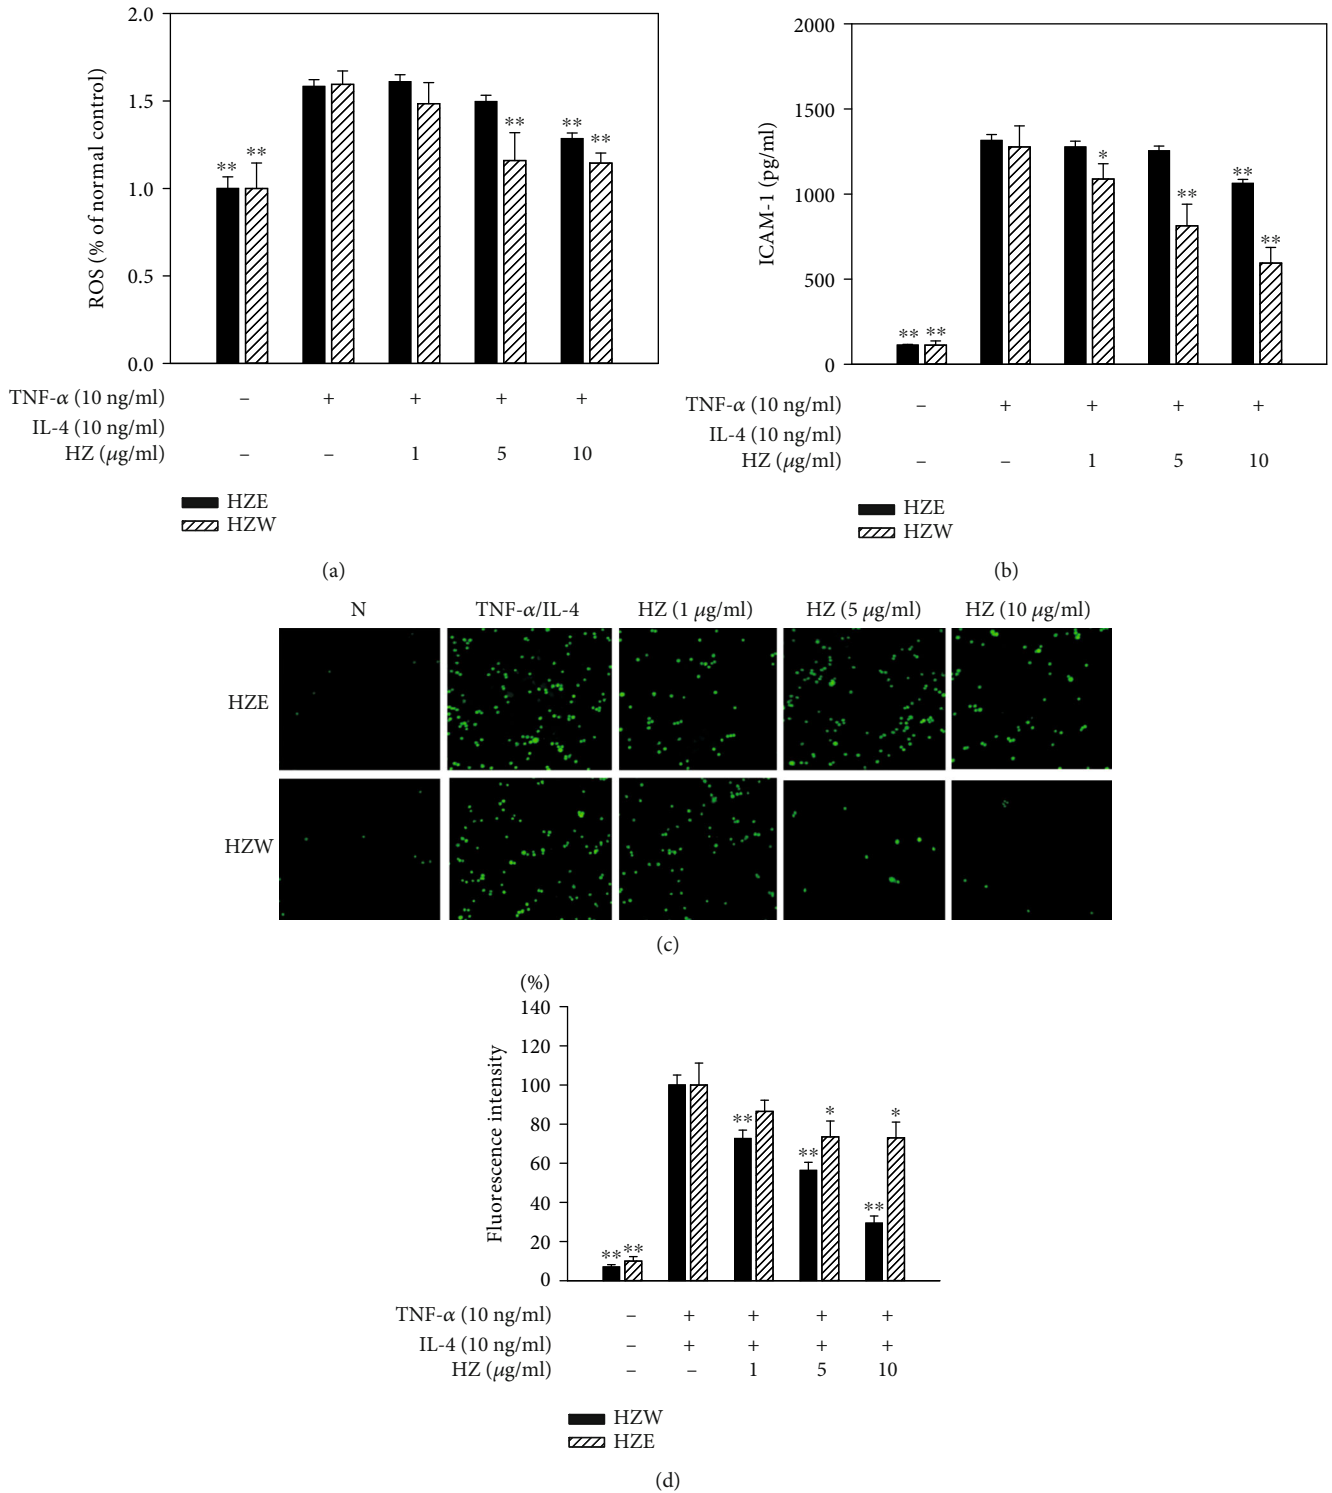 2.0
1.5
1.0
0.5
0.0
ROS (% of normal control)
** ** ** ** **
TNF-α (10 ng/ml) – + + + +
IL-4 (10 ng/ml)
HZ (μg/ml) – – 1 5 10
HZE
HZW
(a)
2000
1500
1000
500
0
ICAM-1 (pg/ml)
** ** * ** ** **
TNF-α (10 ng/ml) – + + + +
IL-4 (10 ng/ml)
HZ (μg/ml) – – 1 5 10
HZE
HZW
(b)
N TNF-α/IL-4 HZ (1 μg/ml) HZ (5 μg/ml) HZ (10 μg/ml)
HZE
HZW
(c)
(%)
140
120
100
80
60
40
20
0
Fluorescence intensity
** ** ** ** * ** *
TNF-α (10 ng/ml) – + + + +
IL-4 (10 ng/ml) – + + + +
HZ (μg/ml) – – 1 5 10
HZW
HZE
(d)